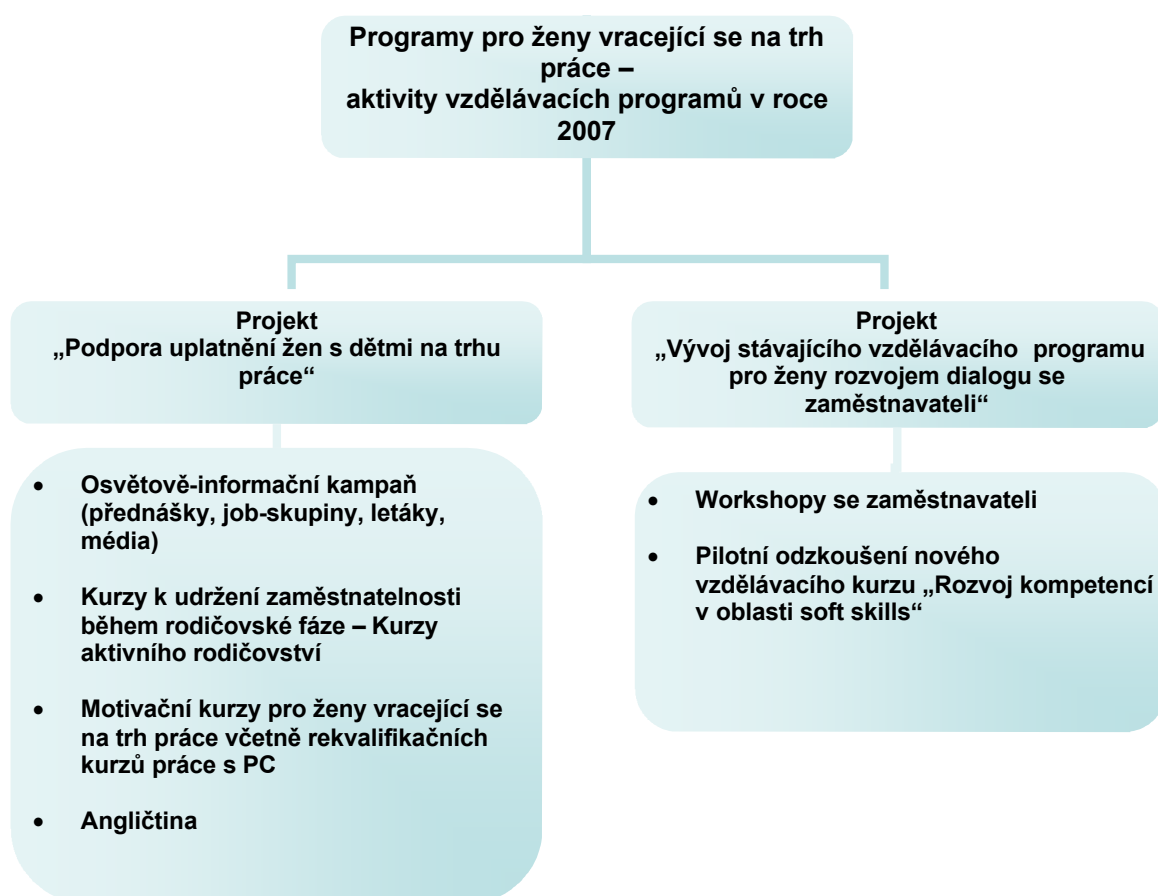 Programy pro ženy vracející se na trh
práce –
aktivity vzdělávacích programů v roce
2007
Projekt
„Podpora uplatnění žen s dětmi na trhu
práce“
• Osvětově-informační kampaň
(přednášky, job-skupiny, letáky,
média)
• Kurzy k udržení zaměstnatelnosti
během rodičovské fáze – Kurzy
aktivního rodičovství
• Motivační kurzy pro ženy vracející se
na trh práce včetně rekvalifikačních
kurzů práce s PC
• Angličtina
Projekt
„Vývoj stávajícího vzdělávacího programu
pro ženy rozvojem dialogu se
zaměstnavateli“
• Workshopy se zaměstnavateli
• Pilotní odzkoušení nového
vzdělávacího kurzu „Rozvoj kompetencí
v oblasti soft skills“